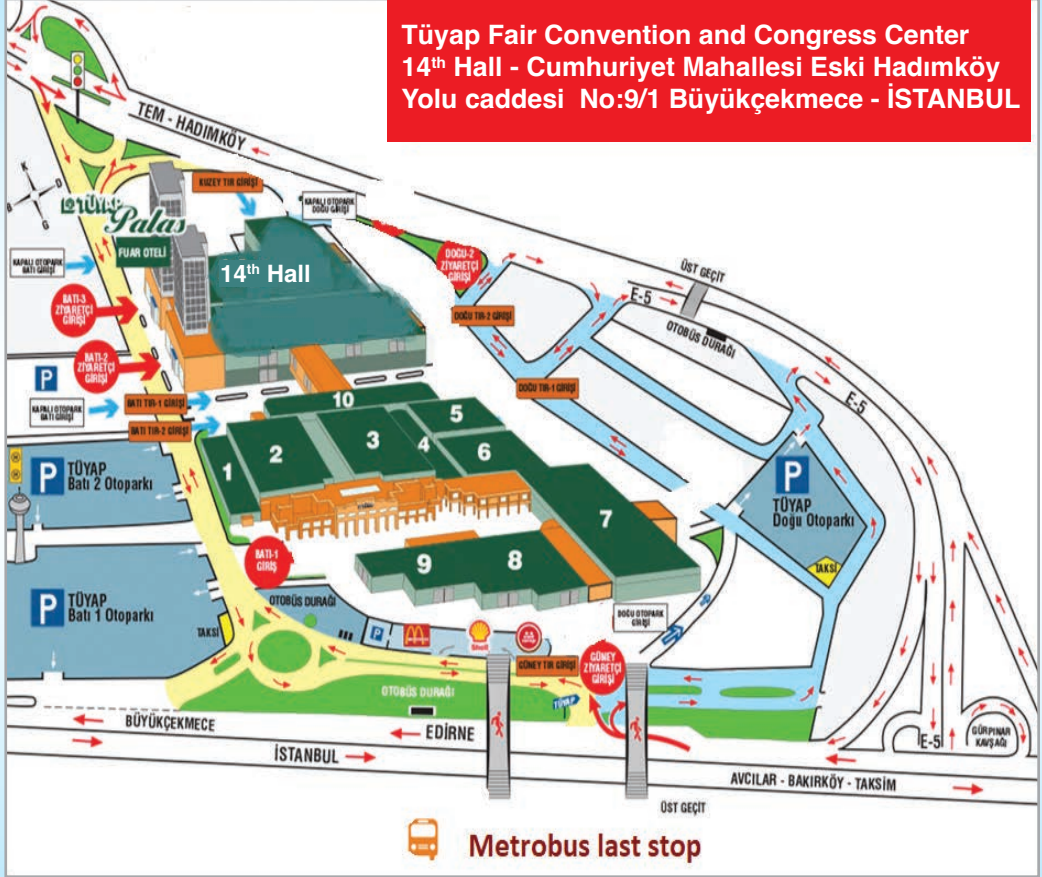 Tüyap Fair Convention and Congress Center
14th Hall - Cumhuriyet Mahallesi Eski Hadımköy
Yolu caddesi No:9/1 Büyükçekmece - İSTANBUL
TEM - HADIMKÖY
KUZEY TIR GİRİŞİ
KAPALI OTOPARK
DOĞU GİRİŞİ
K
TÜYAP
Palas
FUAR OTELİ
KAPALI OTOPARK
BATI GİRİŞİ
14th Hall
DOĞU-2
ZİYARETÇİ
GİRİŞİ
ÜST GEÇİT
E-5
OTOBÜS DURAĞI
DOĞU TIR-2 GİRİŞİ
BATI-3
ZİYARETÇİ
GİRİŞİ
BATI-2
ZİYARETÇİ
GİRİŞİ
P
KAPALI OTOPARK
BATI GİRİŞİ
BATI TIR-1 GİRİŞİ
BATI TIR-2 GİRİŞİ
DOĞU TIR-1 GİRİŞİ
E-5
10
5
1
2
3
4
6
7
P
TÜYAP
Batı 2 Otoparkı
P
TÜYAP
Doğu Otoparkı
TAKSİ
BATI-1
GİRİŞ
9
8
P
TÜYAP
Batı 1 Otoparkı
TAKSİ
OTOBÜS DURAĞI
P
Shell
DOĞU OTOPARK
GİRİŞİ
GÜNEY TIR GİRİŞİ
GÜNEY
ZİYARETÇİ
GİRİŞİ
OTOBÜS DURAĞI
TÜYAP
BÜYÜKÇEKMECE
EDİRNE
İSTANBUL
E-5
GÜRPINAR
KAVŞAĞI
AVCILAR - BAKIRKÖY - TAKSİM
ÜST GEÇİT
Metrobus last stop